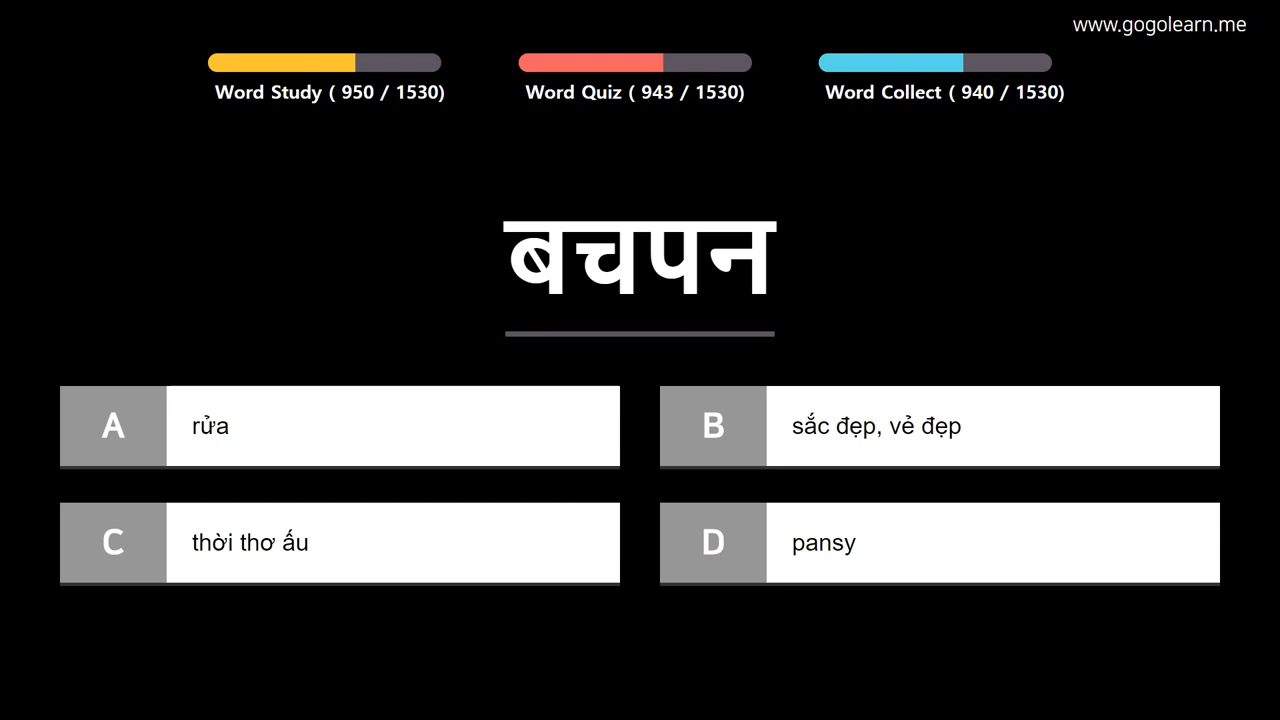 www.gogolearn.me
Word Study ( 950 / 1530)
Word Quiz ( 943 / 1530)
Word Collect ( 940 / 1530)
बचपन
A rửa
B sắc đẹp, vẻ đẹp
C thời thơ ấu
D pansy